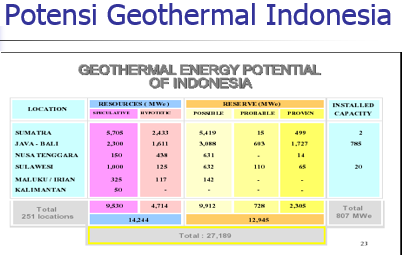 Potensi Geothermal Indonesia
GEOTHERMAL ENERGY POTENTIAL
OF INDONESIA
LOCATION RESOURCES ( MWe) RESERVE (MWe) INSTALLED CAPACITY
SPECULATIVE HYPOTETIC POSSIBLE PROBABLE PROVEN
SUMATRA 5,705 2,433 5,419 15 499 2
JAVA - BALI 2,300 1,611 3,088 603 1,727 785
NUSA TENGGARA 150 438 631 - 14
SULAWESI 1,000 125 632 110 65 20
MALUKU / IRIAN 325 117 142 - -
KALIMANTAN 50 - - - -
Total 251 locations 9,530 4,714 9,912 728 2,305 Total 807 MWe
14,244 12,945
Total : 27,189
23